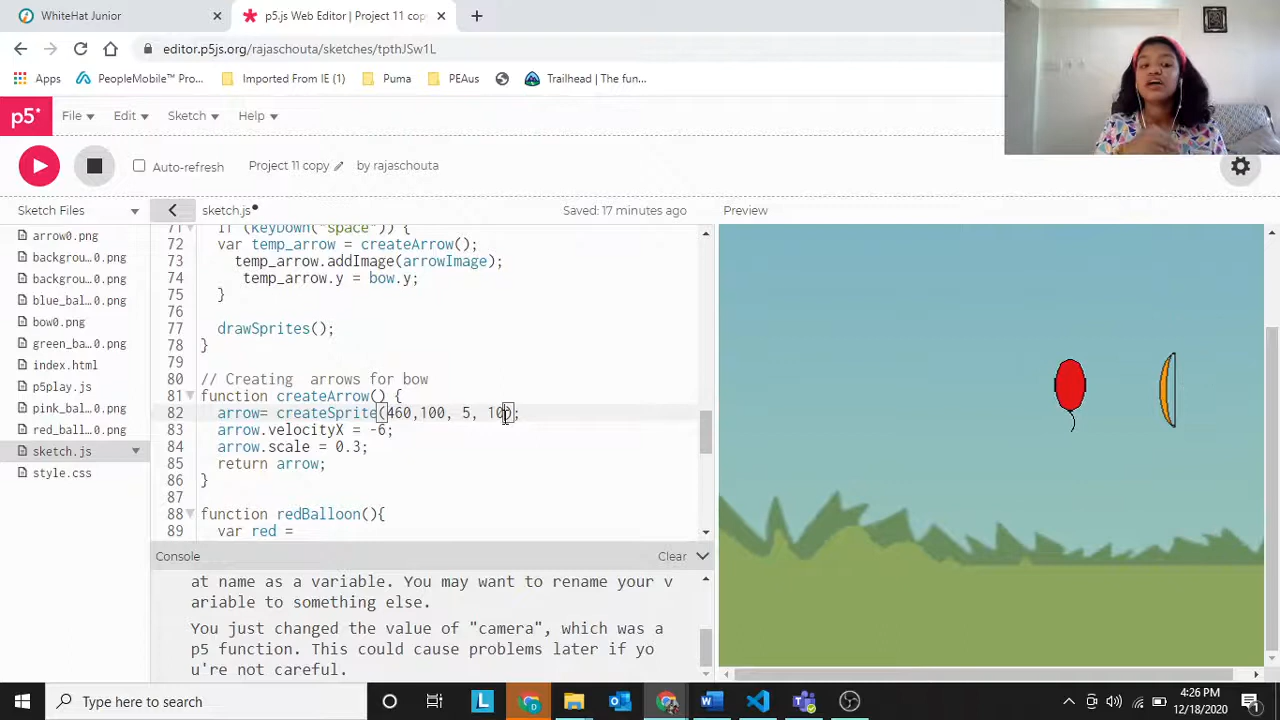 WhiteHat Junior
p5.js Web Editor | Project 11 cop
editor.p5js.org/rajaschouta/sketches/tpthJSw1L
Apps
PeopleMobile™ Pro...
Imported From IE (1)
Puma
PEAus
Trailhead | The fun...
p5*
File
Edit
Sketch
Help
Auto-refresh
Project 11 copy
by rajaschouta
Sketch Files
sketch.js
Saved: 17 minutes ago
Preview
arrow0.png
backgrou...0.png
backgrou...0.png
blue_bal...0.png
bow0.png
green_ba...0.png
index.html
p5play.js
pink_bal...0.png
red_ball...0.png
sketch.js
style.css
71 if (keyDown("space")) {
72 var temp_arrow = createArrow();
73 temp_arrow.addImage(arrowImage);
74 temp_arrow.y = bow.y;
75 }
76
77 drawSprites();
78 }
79
80 // Creating  arrows for bow
81 function createArrow() {
82 arrow= createSprite(460,100, 5, 10);
83 arrow.velocityX = -6;
84 arrow.scale = 0.3;
85 return arrow;
86 }
87
88 function redBalloon(){
89 var red =
Console
Clear
at name as a variable. You may want to rename your v
ariable to something else.
You just changed the value of "camera", which was a
p5 function. This could cause problems later if yo
u're not careful.
Type here to search
4:26 PM
12/18/2020